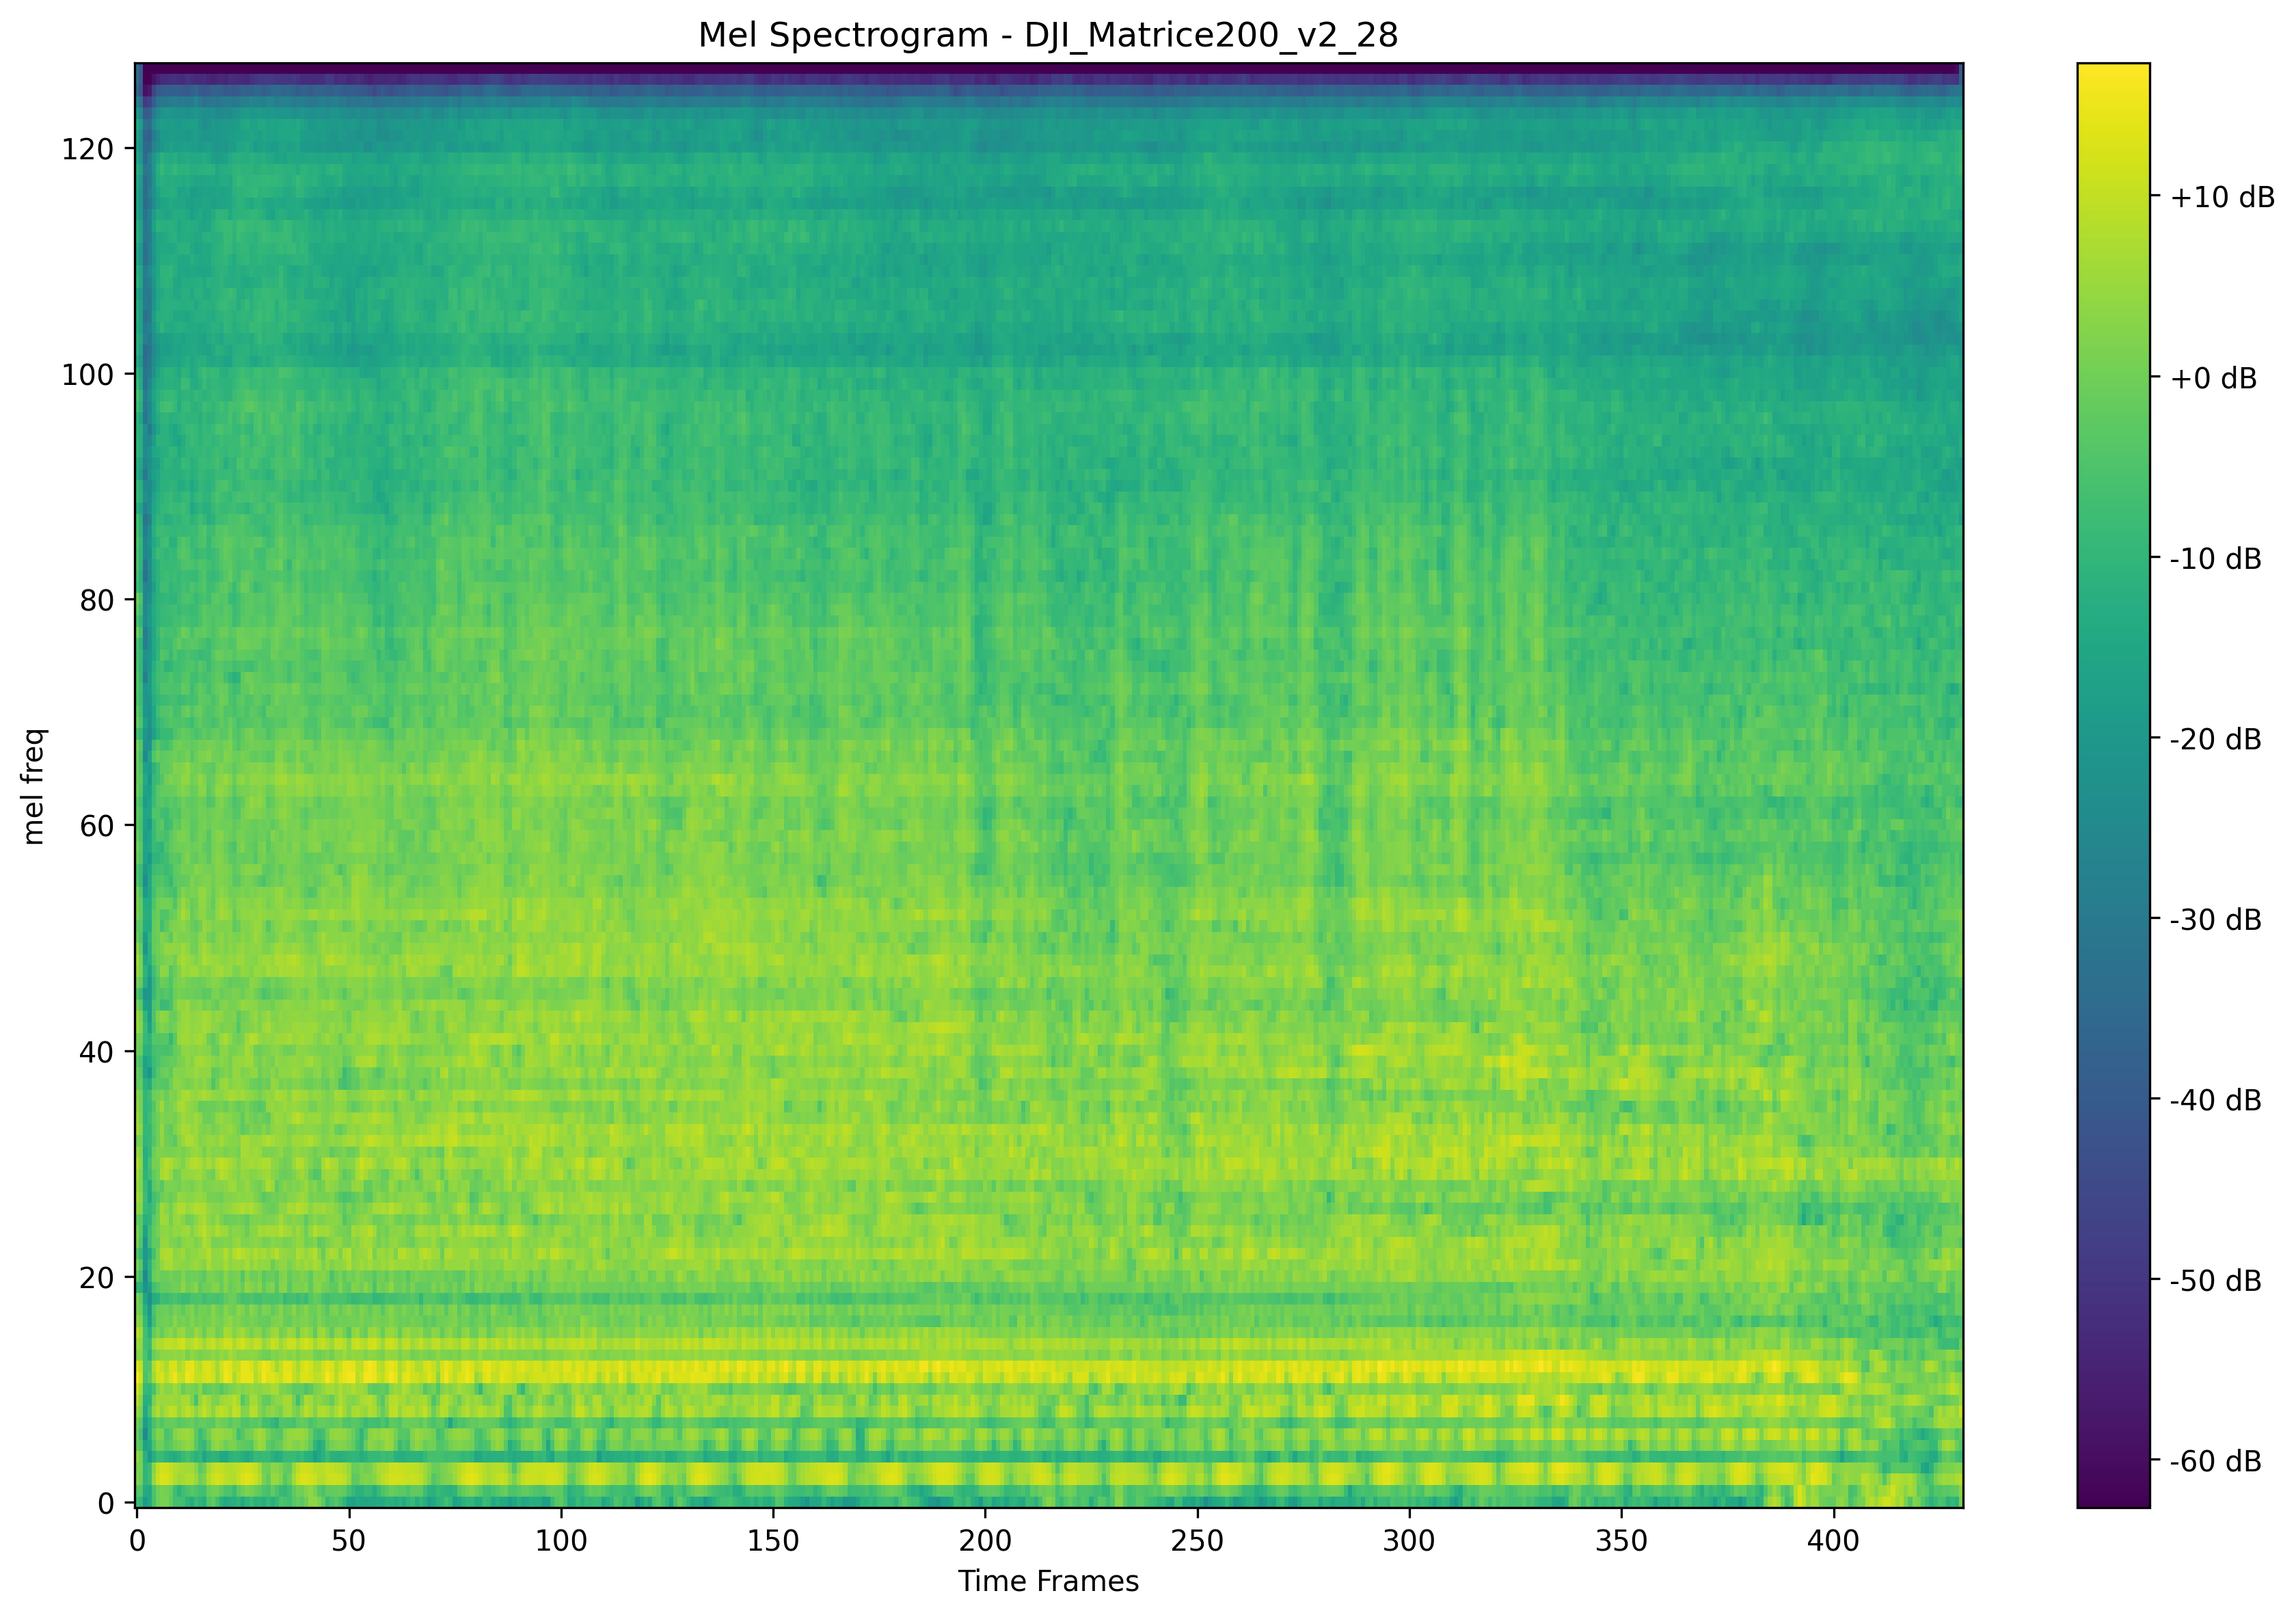 Mel Spectrogram - DJI_Matrice200_v2_28
mel freq
120
100
80
60
40
20
0
0 50 100 150 200 250 300 350 400
Time Frames
+10 dB
+0 dB
-10 dB
-20 dB
-30 dB
-40 dB
-50 dB
-60 dB